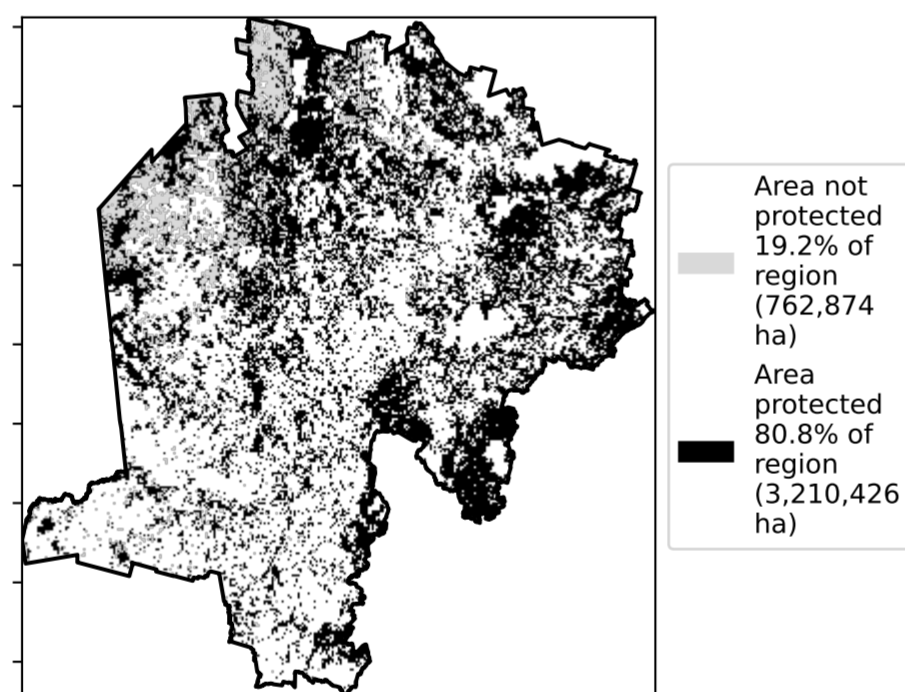 Area not
protected
19.2% of
region
(762,874
ha)
Area
protected
80.8% of
region
(3,210,426
ha)